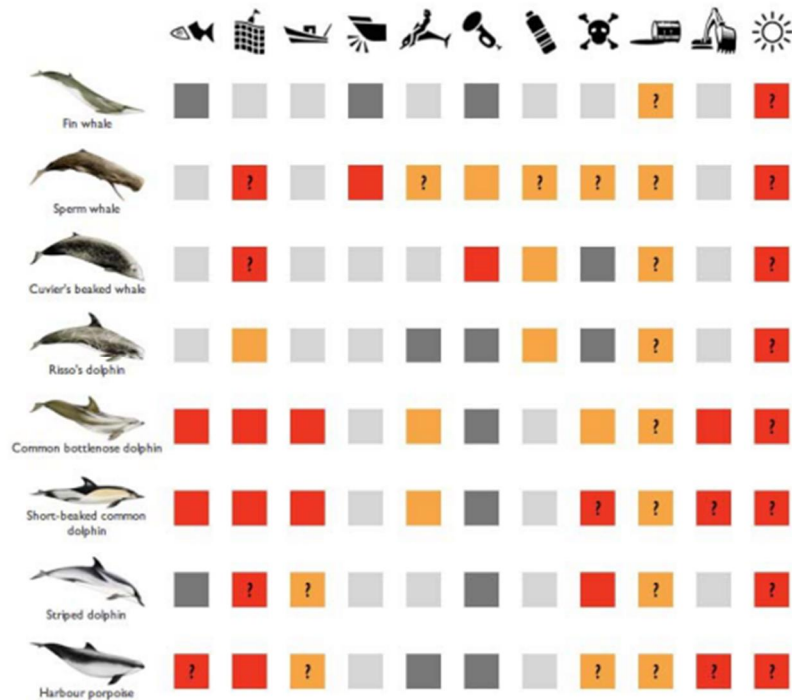 ? ?
Fin whale
? ? ? ? ? ?
Sperm whale
? ? ?
Cuvier's beaked whale
? ?
Risso's dolphin
? ?
Common bottlenose dolphin
? ? ? ?
Short-beaked common
dolphin
? ? ? ?
Striped dolphin
? ? ? ? ? ?
Harbour porpoise